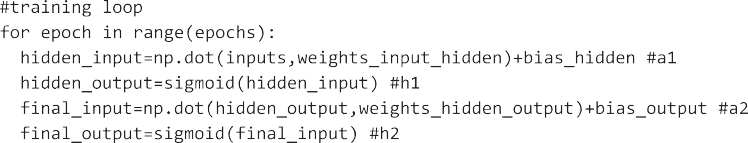 #training loop
for epoch in range(epochs):
  hidden_input=np.dot(inputs,weights_input_hidden)+bias_hidden #a1
  hidden_output=sigmoid(hidden_input) #h1
  final_input=np.dot(hidden_output,weights_hidden_output)+bias_output #a2
  final_output=sigmoid(final_input) #h2